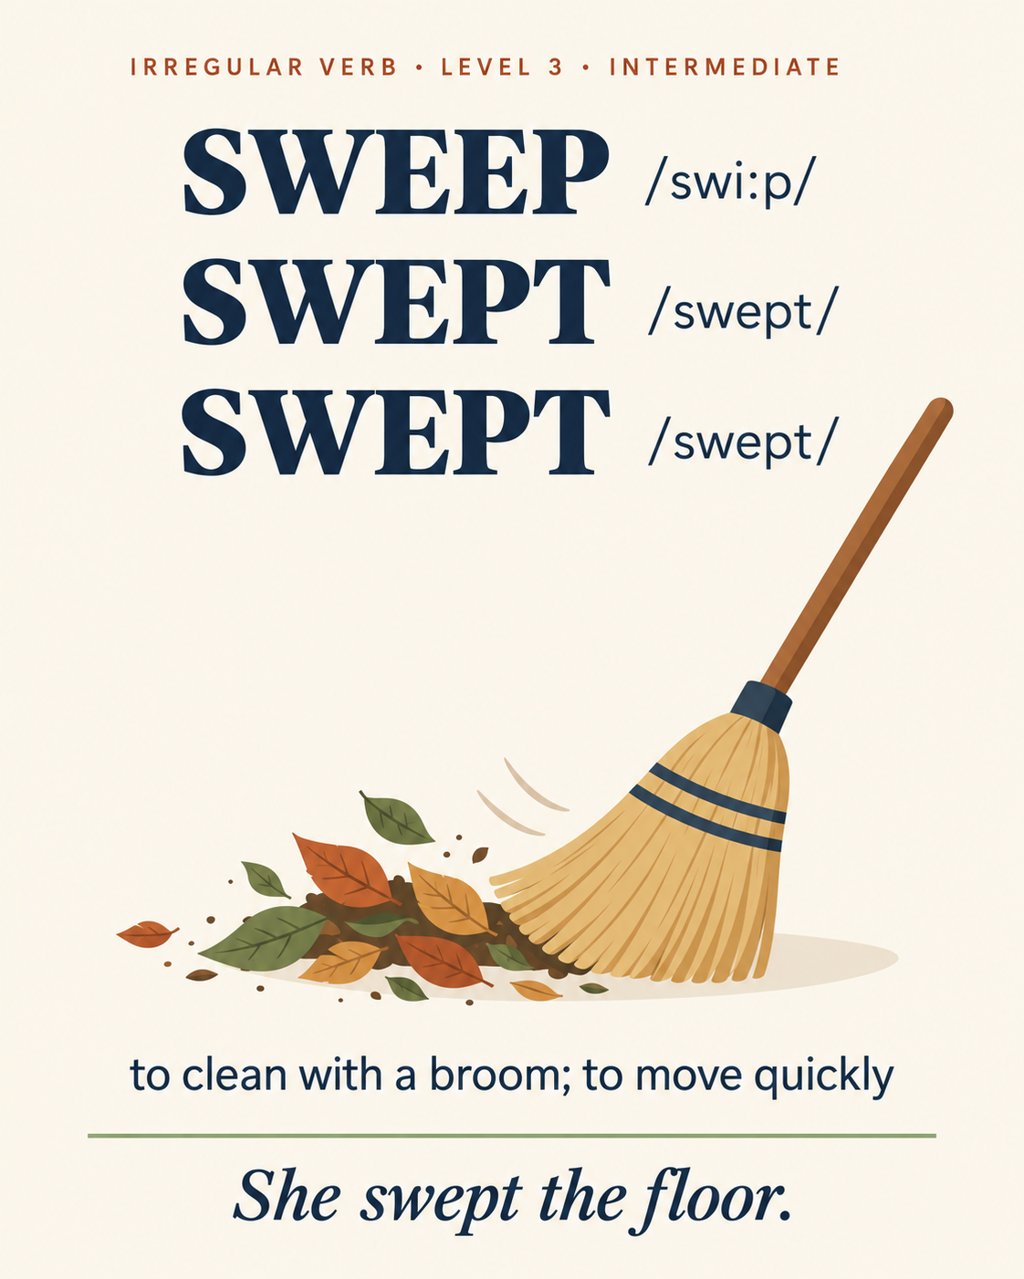 IRREGULAR VERB • LEVEL 3 • INTERMEDIATE
SWEEP /swi:p/
SWEPT /swept/
SWEPT /swept/
to clean with a broom; to move quickly
She swept the floor.